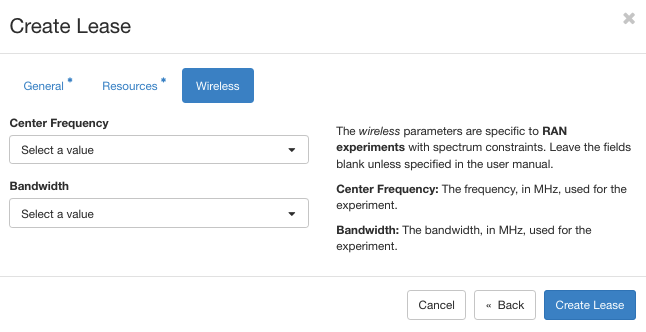 Create Lease
×
General *
Resources *
Wireless
Center Frequency
Select a value
Bandwidth
Select a value
The wireless parameters are specific to RAN
experiments with spectrum constraints. Leave the fields
blank unless specified in the user manual.
Center Frequency: The frequency, in MHz, used for the
experiment.
Bandwidth: The bandwidth, in MHz, used for the
experiment.
Cancel
« Back
Create Lease